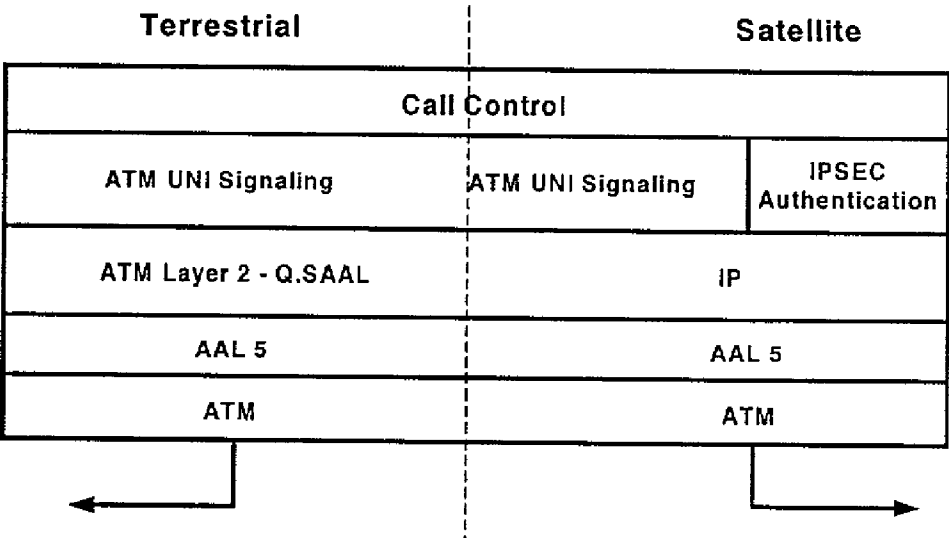 Terrestrial
Satellite
Call Control
ATM UNI Signaling
ATM UNI Signaling
IPSEC
Authentication
ATM Layer 2 - Q.SAAL
IP
AAL 5
AAL 5
ATM
ATM